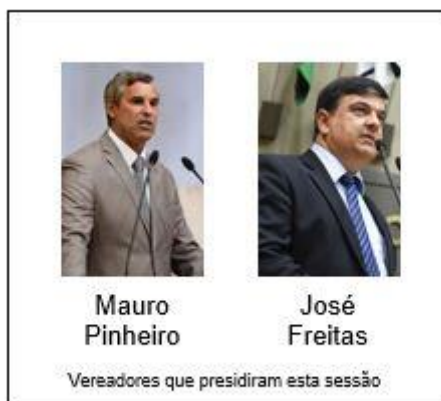 Mauro
Pinheiro
José
Freitas
Vereadores que presidiram esta sessão